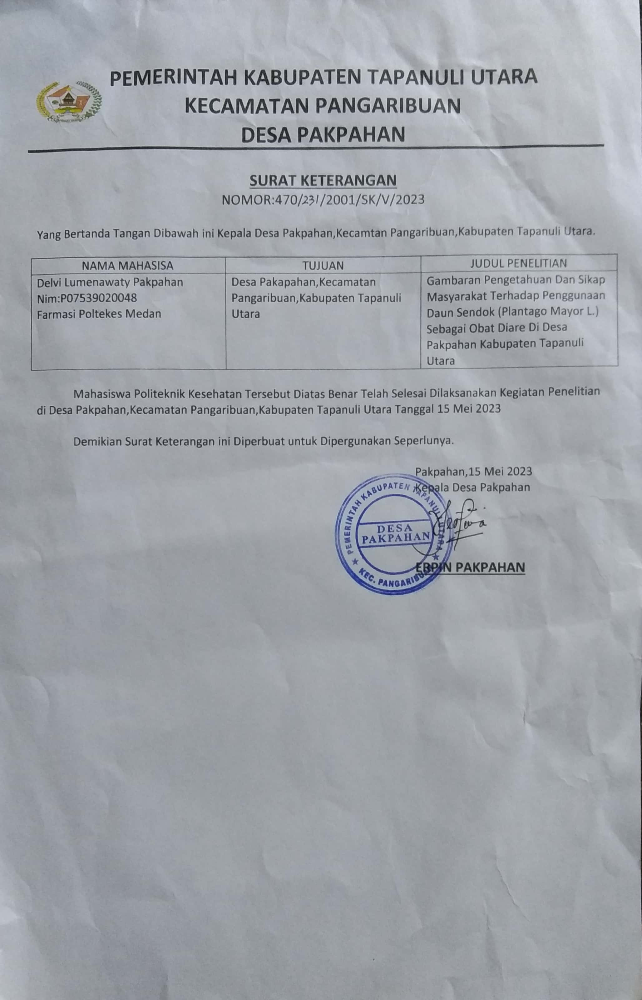 PEMERINTAH KABUPATEN TAPANULI UTARA
KECAMATAN PANGARIBUAN
DESA PAKPAHAN
SURAT KETERANGAN
NOMOR:470/231/2001/SK/V/2023
Yang Bertanda Tangan Dibawah ini Kepala Desa Pakpahan,Kecamtan Pangaribuan,Kabupaten Tapanuli Utara.
NAMA MAHASISA
Delvi Lumenawaty Pakpahan
Nim:P07539020048
Farmasi Poltekes Medan
TUJUAN
Desa Pakapahan,Kecamatan
Pangaribuan,Kabupaten Tapanuli
Utara
JUDUL PENELITIAN
Gambaran Pengetahuan Dan Sikap
Masyarakat Terhadap Penggunaan
Daun Sendok (Plantago Mayor L.)
Sebagai Obat Diare Di Desa
Pakpahan Kabupaten Tapanuli
Utara
Mahasiswa Politeknik Kesehatan Tersebut Diatas Benar Telah Selesai Dilaksanakan Kegiatan Penelitian
di Desa Pakpahan,Kecamatan Pangaribuan,Kabupaten Tapanuli Utara Tanggal 15 Mei 2023
Demikian Surat Keterangan ini Diperbuat untuk Dipergunakan Seperlunya.
Pakpahan,15 Mei 2023
Kepala Desa Pakpahan
PEMERINTAH KABUPATEN TAPANULI UTARA
DESA
PAKPAHAN
KEC. PANGARIBUAN
ERPIN PAKPAHAN